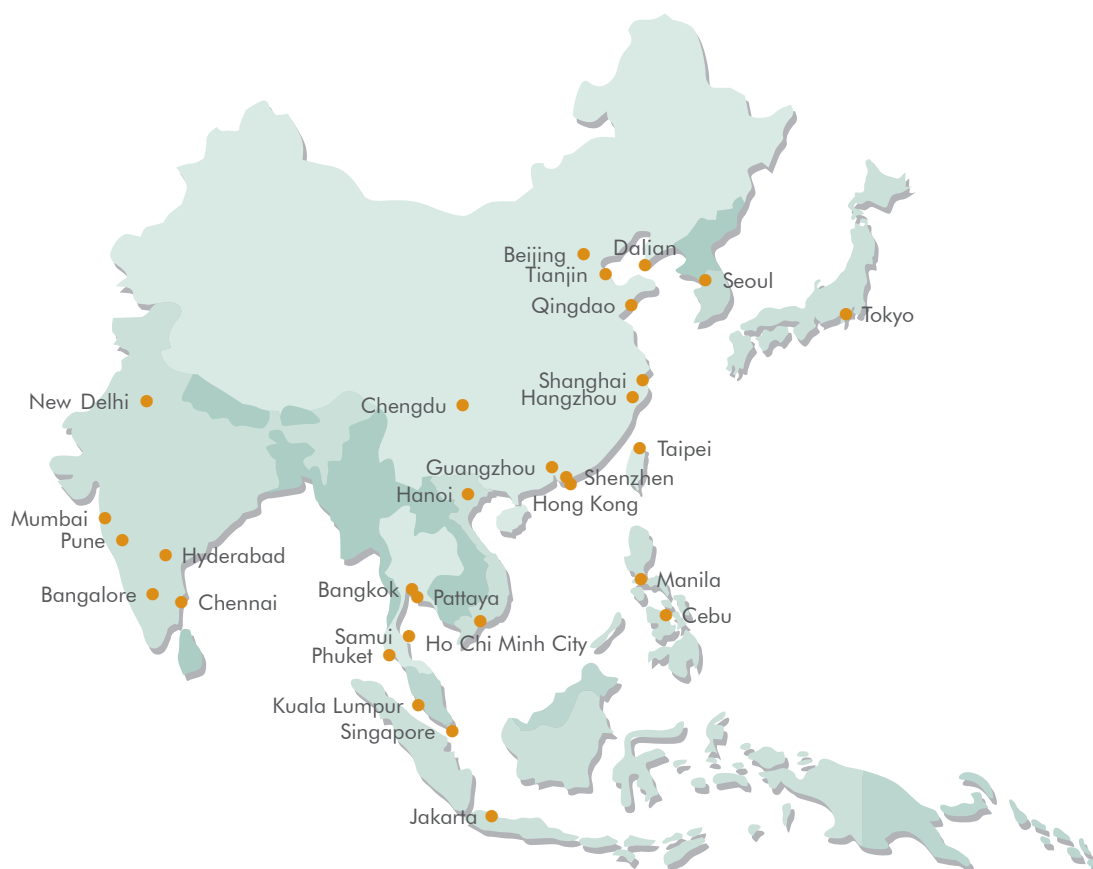 Beijing
Dalian
Tianjin
Seoul
Qingdao
Tokyo
Shanghai
Hangzhou
New Delhi
Chengdu
Taipei
Guangzhou
Shenzhen
Hanoi
Hong Kong
Mumbai
Pune
Hyderabad
Manila
Bangkok
Pattaya
Bangalore
Chennai
Cebu
Samui
Ho Chi Minh City
Phuket
Kuala Lumpur
Singapore
Jakarta